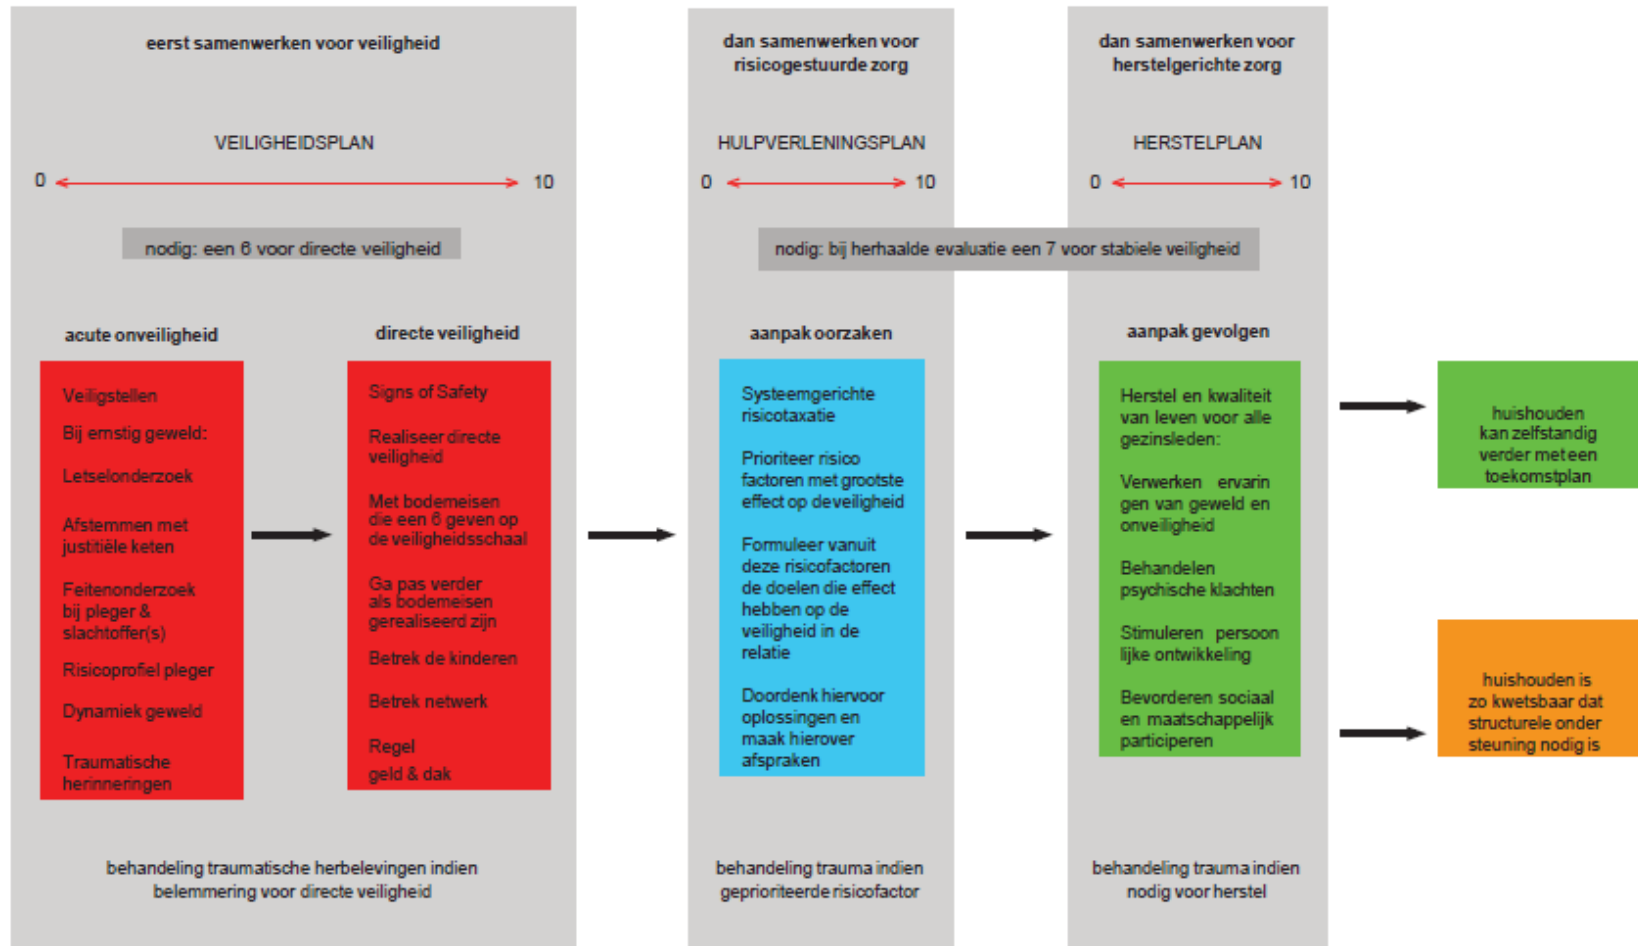 eerst samenwerken voor veiligheid
VEILIGHEIDSPLAN
0
10
nodig: een 6 voor directe veiligheid
acute onveiligheid
Veiligstellen
Bij ernstig geweld:
Letselonderzoek
Afstemmen met
justitiële keten
Feitenonderzoek
bij pleger &
slachtoffer(s)
Risicoprofiel pleger
Dynamiek geweld
Traumatische
herinneringen
directe veiligheid
Signs of Safety
Realiseer directe
veiligheid
Met bodemeisen
die een 6 geven op
de veiligheidsschaal
Ga pas verder
als bodemeisen
gerealiseerd zijn
Betrek de kinderen
Betrek netwerk
Regel
geld & dak
behandeling traumatische herbelevingen indien
belemmering voor directe veiligheid
dan samenwerken voor
risicogestuurde zorg
HULPVERLENINGSPLAN
0
10
nodig: bij herhaalde evaluatie een 7 voor stabiele veiligheid
aanpak oorzaken
Systeemgerichte
risicotaxatie
Prioriteer risico
factoren met grootste
effect op deveiligheid
Formuleer vanuit
deze risicofactoren
de doelen die effect
hebben op de
veiligheid in de
relatie
Doordenk hiervoor
oplossingen en
maak hierover
afspraken
behandeling trauma indien
geprioriteerde risicofactor
dan samenwerken voor
herstelgerichte zorg
HERSTELPLAN
0
10
aanpak gevolgen
Herstel en kwaliteit
van leven voor alle
gezinsleden:
Verwerken ervarin
gen van geweld en
onveiligheid
Behandelen
psychische klachten
Stimuleren persoon
lijke ontwikkeling
Bevorderen sociaal
en maatschappelijk
participeren
behandeling trauma indien
nodig voor herstel
huishouden
kan zelfstandig
verder met een
toekomstplan
huishouden is
zo kwetsbaar dat
structurele onder
steuning nodig is